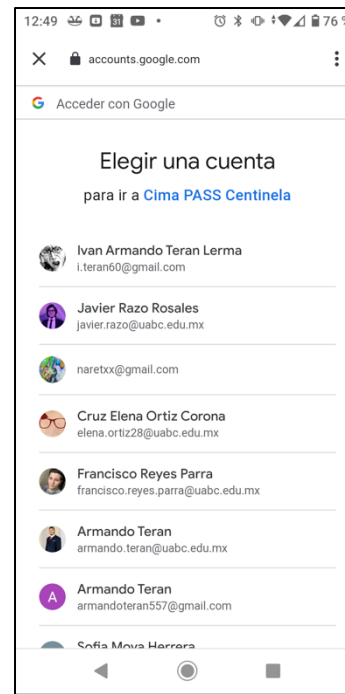 12:49
31
76 %
accounts.google.com
G Acceder con Google
Elegir una cuenta
para ir a Cima PASS Centinela
Ivan Armando Teran Lerma
i.teran60@gmail.com
Javier Razo Rosales
javier.razo@uabc.edu.mx
naretxx@gmail.com
Cruz Elena Ortiz Corona
elena.ortiz28@uabc.edu.mx
Francisco Reyes Parra
francisco.reyes.parra@uabc.edu.mx
Armando Teran
armando.teran@uabc.edu.mx
A
Armando Teran
armandoteran557@gmail.com
Sofia Moya Herrera